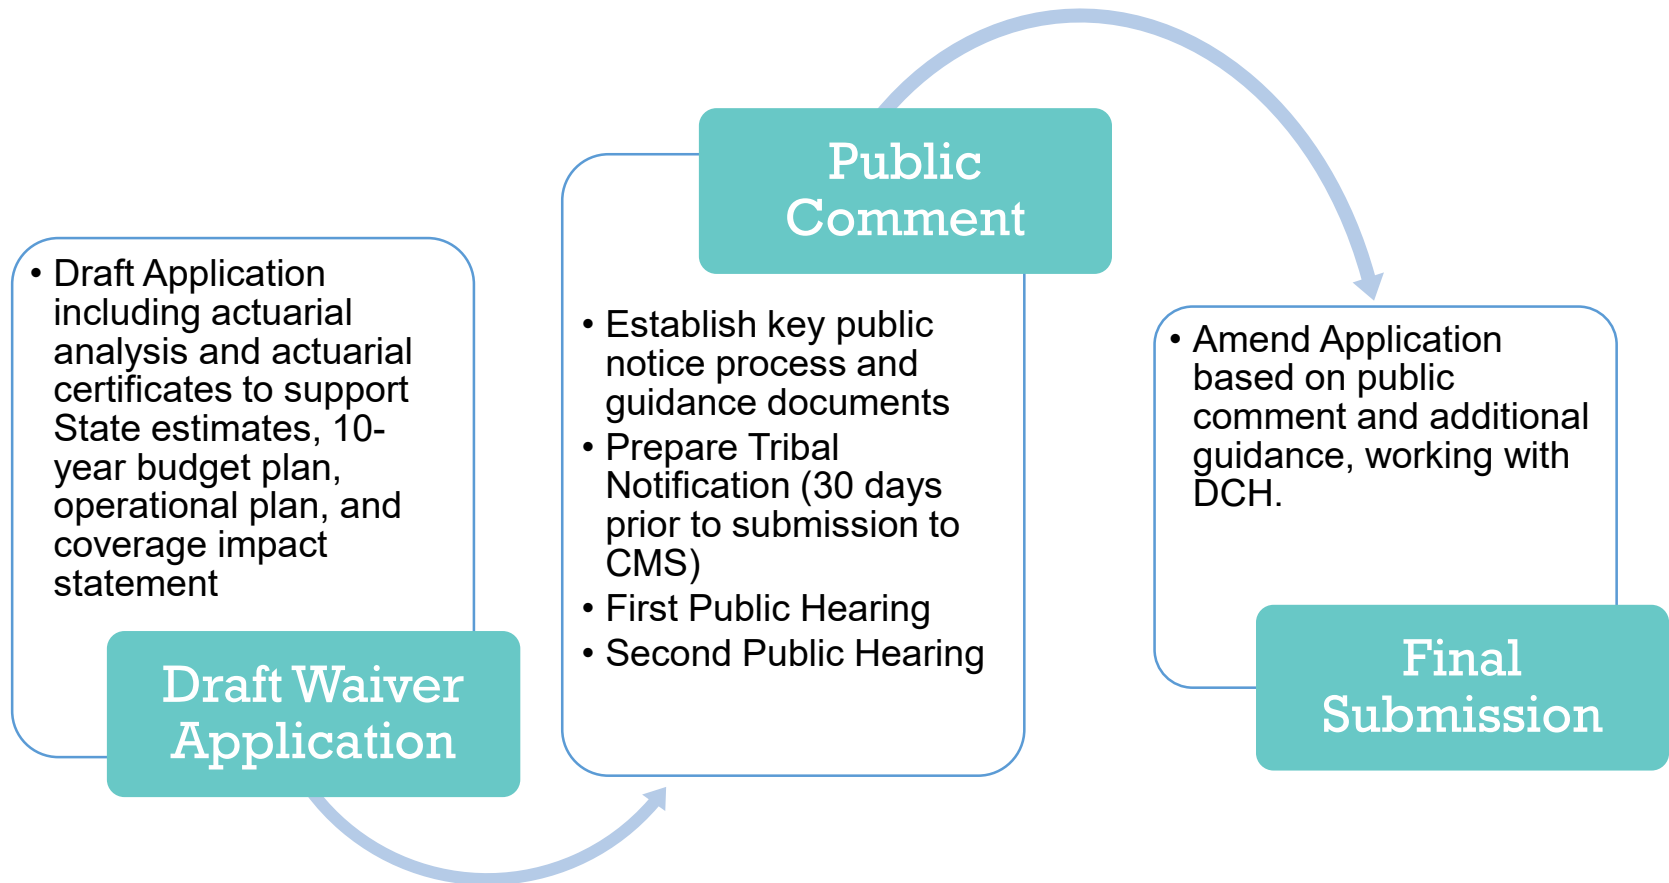 • Draft Application
including actuarial
analysis and actuarial
certificates to support
State estimates, 10-
year budget plan,
operational plan, and
coverage impact
statement
Draft Waiver
Application
Public
Comment
• Establish key public
notice process and
guidance documents
• Prepare Tribal
Notification (30 days
prior to submission to
CMS)
• First Public Hearing
• Second Public Hearing
• Amend Application
based on public
comment and additional
guidance, working with
DCH.
Final
Submission